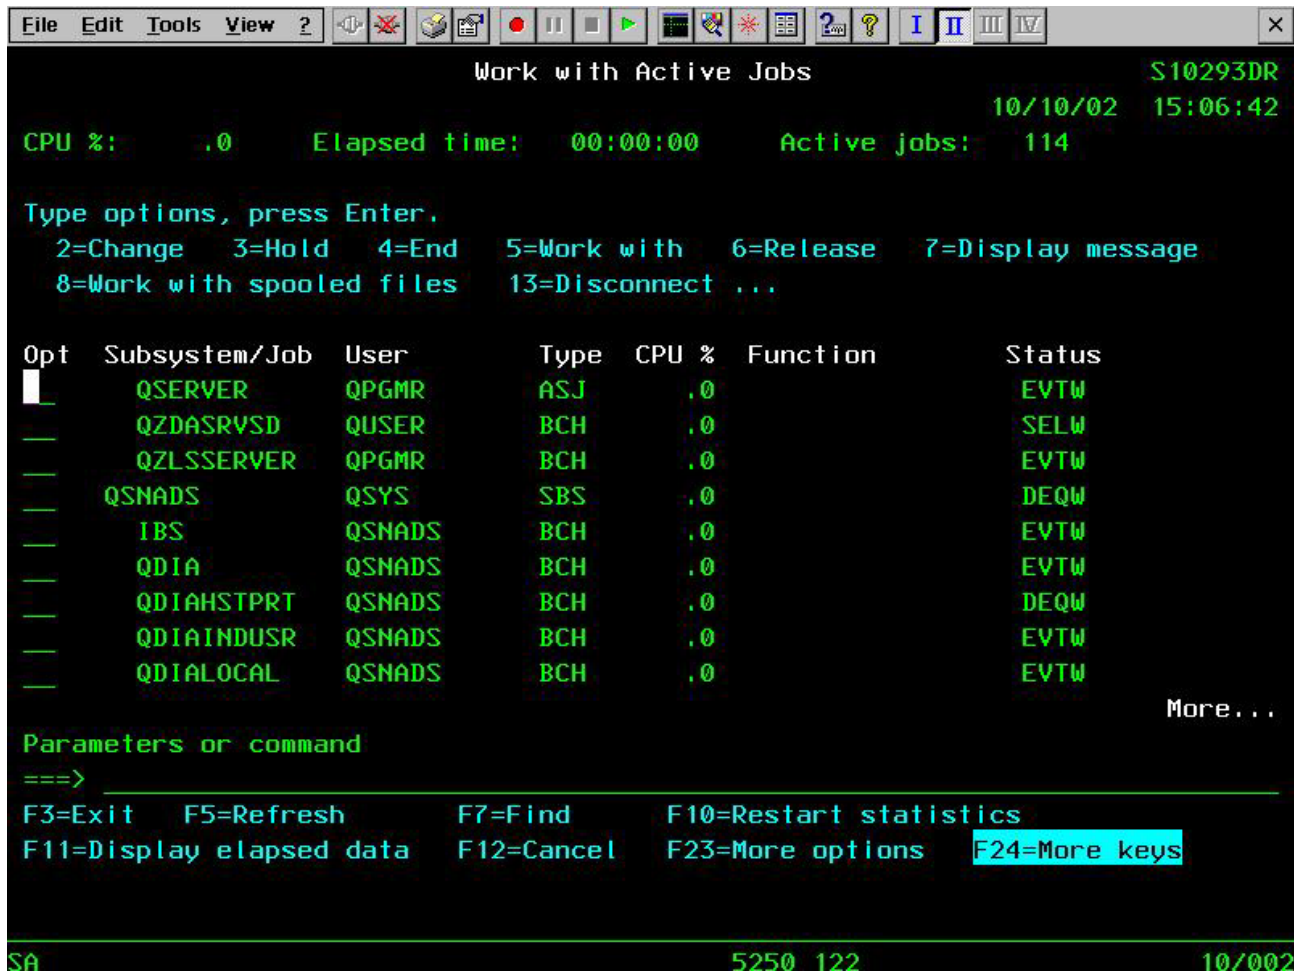 File Edit Tools View ? I II III IV
Work with Active Jobs S10293DR
10/10/02 15:06:42
CPU %: .0 Elapsed time: 00:00:00 Active jobs: 114
Type options, press Enter.
2=Change 3=Hold 4=End 5=Work with 6=Release 7=Display message
8=Work with spooled files 13=Disconnect ...
Opt Subsystem/Job User Type CPU % Function Status
QSERVER QPGMR ASJ .0 EVTW
QZDASRVSD QUSER BCH .0 SELW
QZLSSERVER QPGMR BCH .0 EVTW
QSNADS QSYS SBS .0 DEQW
IBS QSNADS BCH .0 EVTW
QDIA QSNADS BCH .0 EVTW
QDIAHSTPRT QSNADS BCH .0 DEQW
QDIAINDUSR QSNADS BCH .0 EVTW
QDIALOCAL QSNADS BCH .0 EVTW
More...
Parameters or command
===>
F3=Exit F5=Refresh F7=Find F10=Restart statistics
F11=Display elapsed data F12=Cancel F23=More options F24=More keys
SA 5250 122 10/002